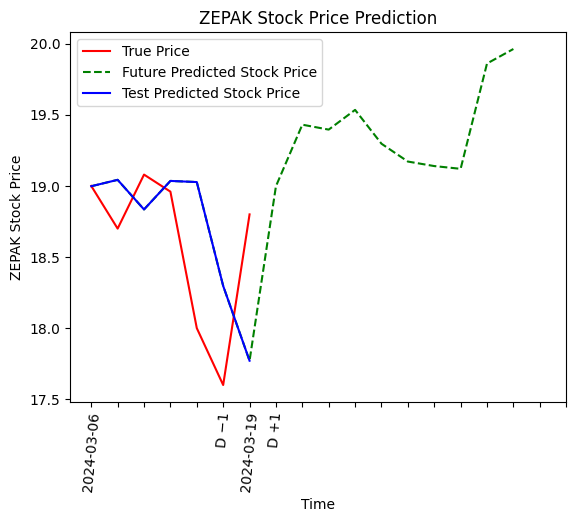 ZEPAK Stock Price Prediction
True Price
Future Predicted Stock Price
Test Predicted Stock Price
ZEPAK Stock Price
20.0
19.5
19.0
18.5
18.0
17.5
2024-03-06
D −1
2024-03-19
D +1
Time